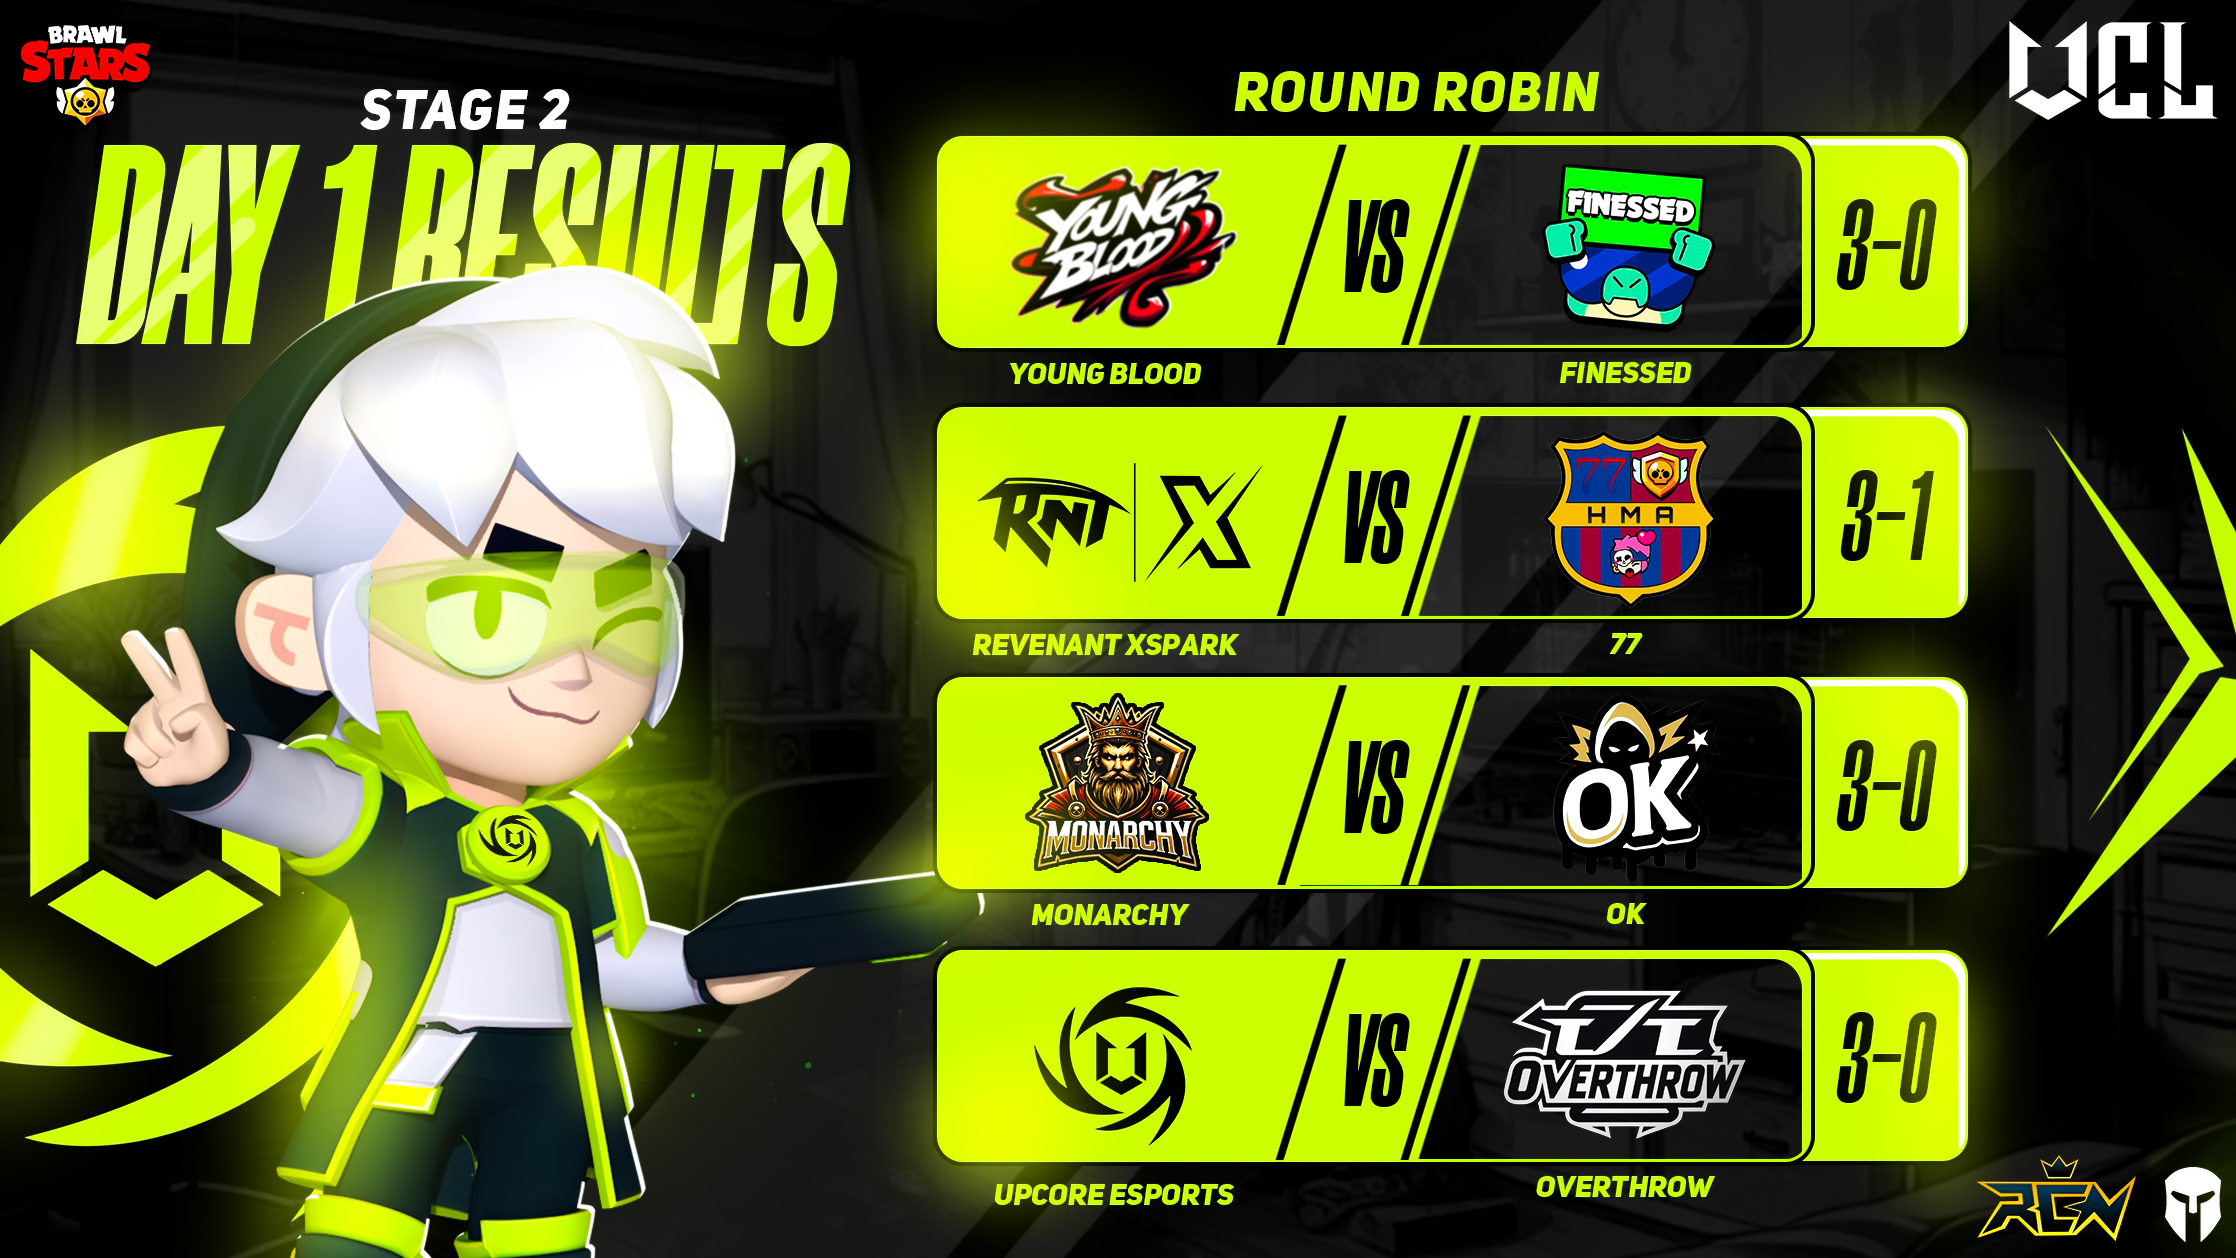 BRAWL
STARS
STAGE 2
DAY 1 RESULTS
UCL
ROUND ROBIN
YOUNG
BLOOD
VS
FINESSED
3-0
YOUNG BLOOD
FINESSED
RNT
X
VS
77
HMA
3-1
REVENANT XSPARK
77
MONARCHY
VS
OK
3-0
MONARCHY
OK
VS
OVERTHROW
3-0
UPCORE ESPORTS
OVERTHROW
RCN